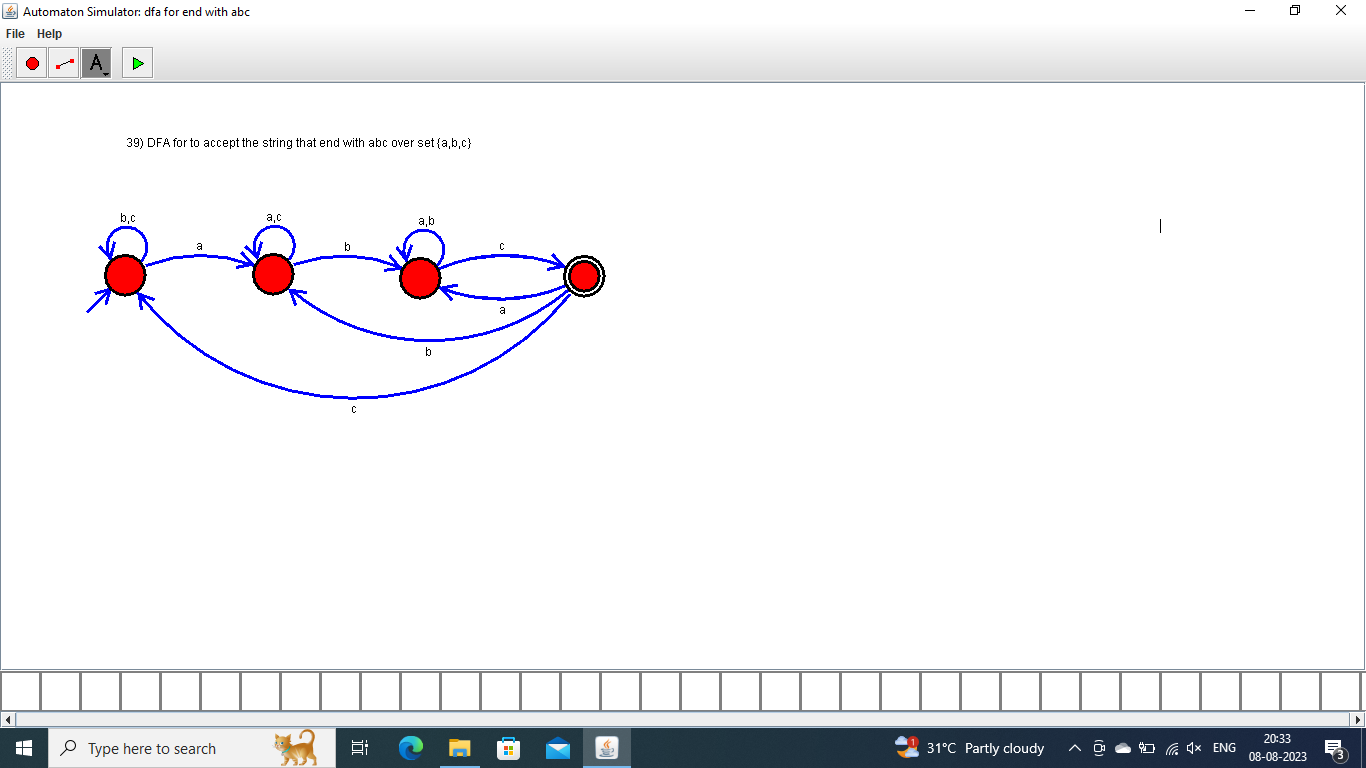 Automaton Simulator: dfa for end with abc
File Help
A
39) DFA for to accept the string that end with abc over set {a,b,c}
b,c
a
a,c
b
a,b
c
a
b
c
Type here to search
1
31°C Partly cloudy
ENG
20:33
08-08-2023
3